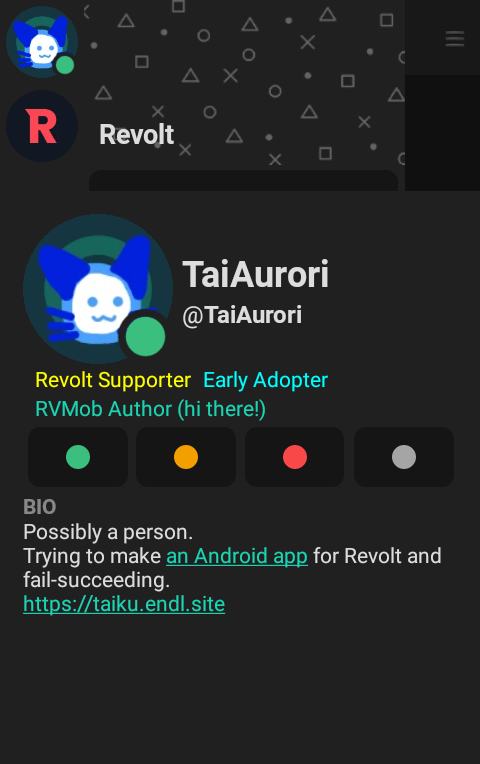 R
Revolt
TaiAurori
@TaiAurori
Revolt Supporter Early Adopter
RVMob Author (hi there!)
BIO
Possibly a person.
Trying to make an Android app for Revolt and
fail-succeeding.
https://taiku.endl.site